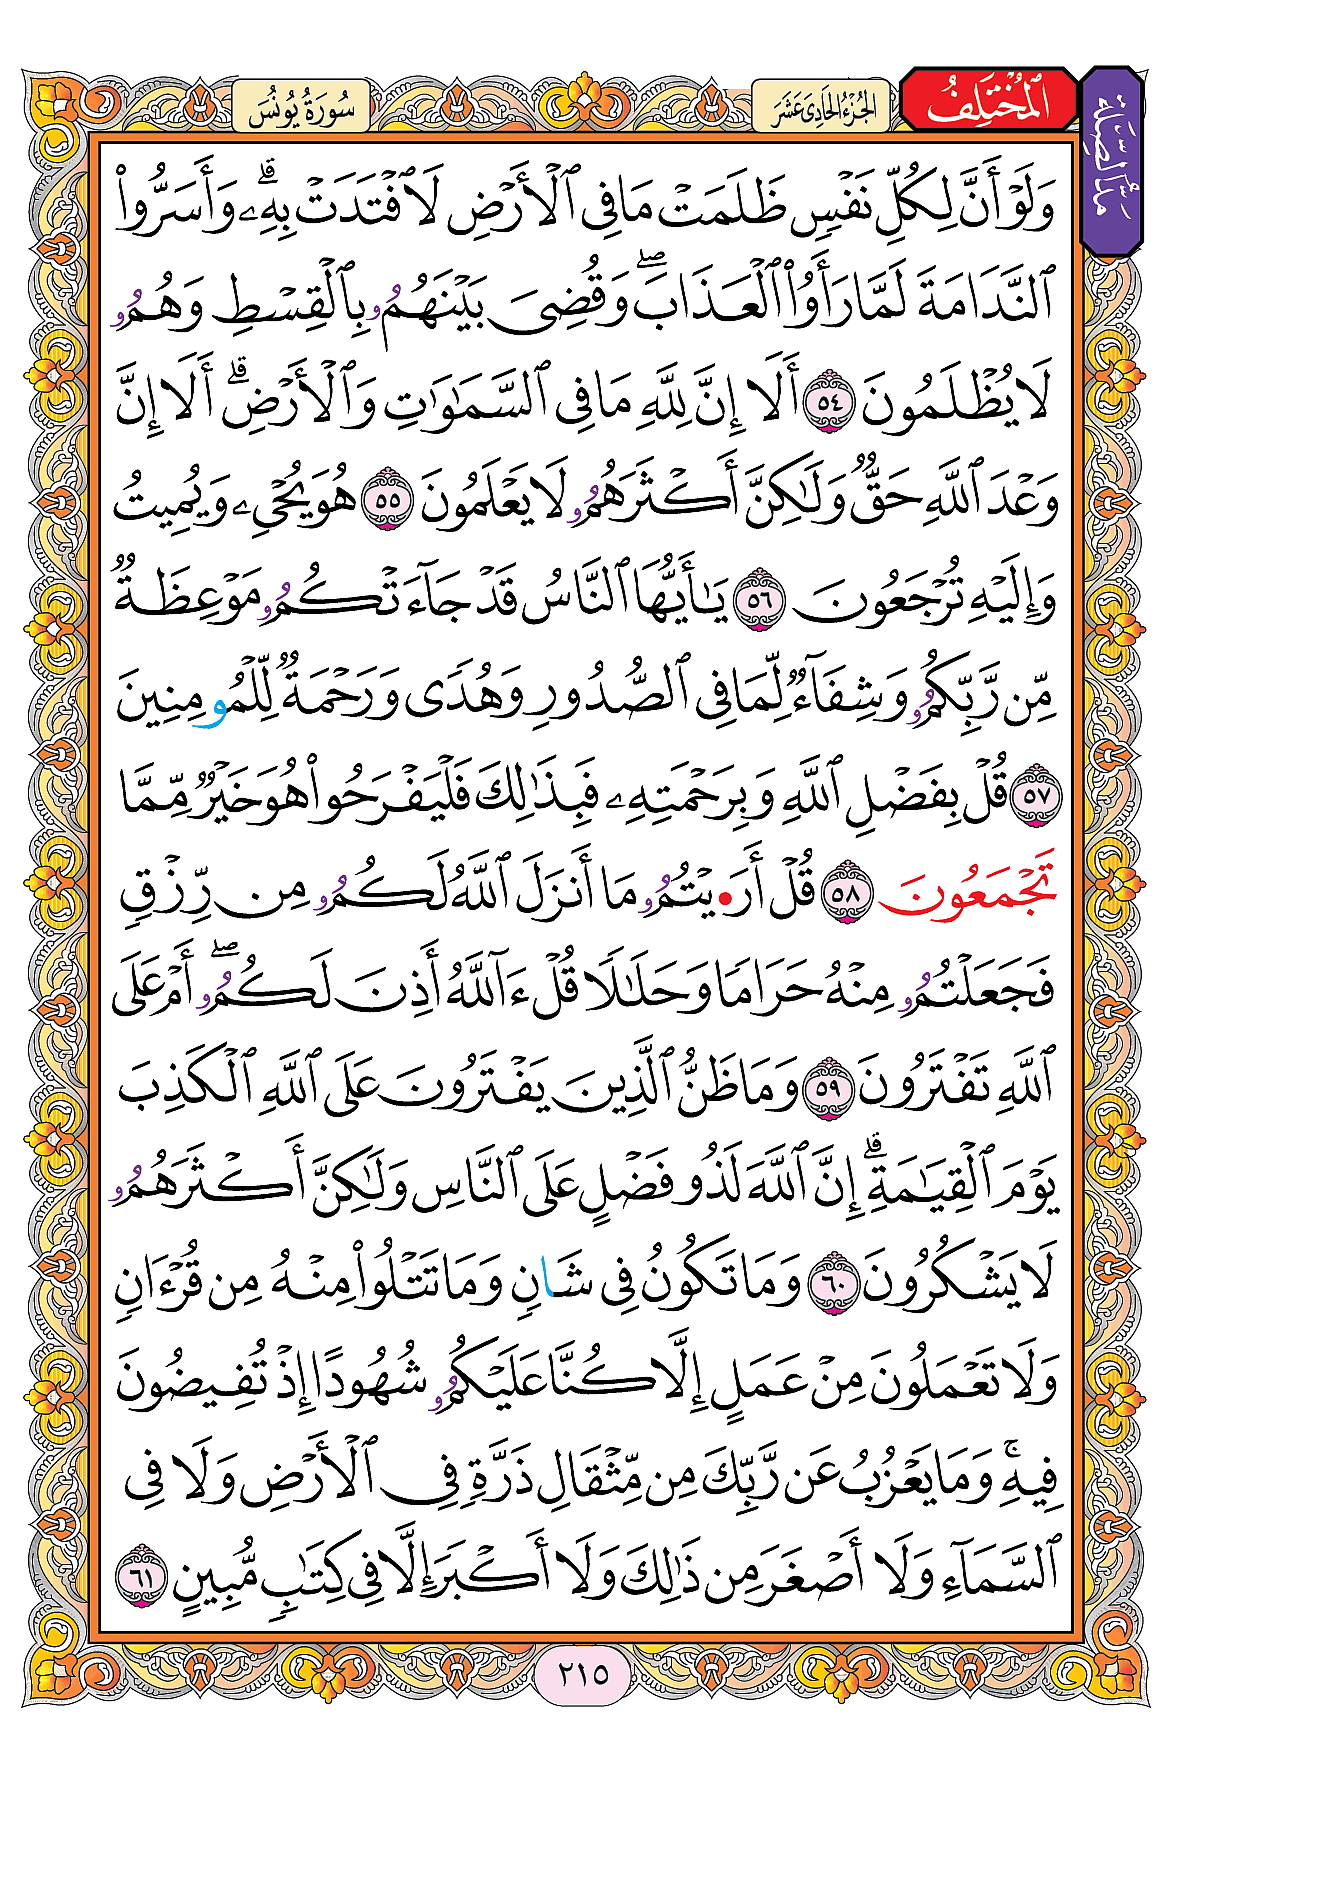 سُورَةُ يُونُسَ
الجُزْءُ الحَادِيَ عَشَرَ
ٱلْمُخْتَلِفُ
مَدُّ الصِّلَةِ
وَلَوْ أَنَّ لِكُلِّ نَفْسٍ ظَلَمَتْ مَا فِى ٱلْأَرْضِ لَٱفْتَدَتْ بِهِۦ ۗ وَأَسَرُّوا۟
ٱلنَّدَامَةَ لَمَّا رَأَوُا۟ ٱلْعَذَابَ ۖ وَقُضِىَ بَيْنَهُمُۥ بِٱلْقِسْطِ وَهُمُۥ
لَا يُظْلَمُونَ ٥٤ أَلَآ إِنَّ لِلَّهِ مَا فِى ٱلسَّمَـٰوَٰتِ وَٱلْأَرْضِ ۗ أَلَآ إِنَّ
وَعْدَ ٱللَّهِ حَقٌّ وَلَـٰكِنَّ أَكْثَرَهُمُۥ لَا يَعْلَمُونَ ٥٥ هُوَ يُحْىِۦ وَيُمِيتُ
وَإِلَيْهِ تُرْجَعُونَ ٥٦ يَـٰٓأَيُّهَا ٱلنَّاسُ قَدْ جَآءَتْكُمُۥ مَوْعِظَةٌ
مِّن رَّبِّكُمُۥ وَشِفَآءٌ لِّمَا فِى ٱلصُّدُورِ وَهُدًى وَرَحْمَةٌ لِّلْمُومِنِينَ
٥٧ قُلْ بِفَضْلِ ٱللَّهِ وَبِرَحْمَتِهِۦ فَبِذَٰلِكَ فَلْيَفْرَحُوا۟ هُوَ خَيْرٌ مِّمَّا
تَجْمَعُونَ ٥٨ قُلْ أَرَ•يْتُمُۥ مَآ أَنزَلَ ٱللَّهُ لَكُمُۥ مِن رِّزْقٍ
فَجَعَلْتُمُۥ مِنْهُ حَرَامًا وَحَلَـٰلًا قُلْ ءَآللَّهُ أَذِنَ لَكُمُۥ ۖ أَمْ عَلَى
ٱللَّهِ تَفْتَرُونَ ٥٩ وَمَا ظَنُّ ٱلَّذِينَ يَفْتَرُونَ عَلَى ٱللَّهِ ٱلْكَذِبَ
يَوْمَ ٱلْقِيَـٰمَةِ ۗ إِنَّ ٱللَّهَ لَذُو فَضْلٍ عَلَى ٱلنَّاسِ وَلَـٰكِنَّ أَكْثَرَهُمُۥ
لَا يَشْكُرُونَ ٦٠ وَمَا تَكُونُ فِى شَانٍ وَمَا تَتْلُوا۟ مِنْهُ مِن قُرْءَانٍ
وَلَا تَعْمَلُونَ مِنْ عَمَلٍ إِلَّا كُنَّا عَلَيْكُمُۥ شُهُودًا إِذْ تُفِيضُونَ
فِيهِ ۚ وَمَا يَعْزُبُ عَن رَّبِّكَ مِن مِّثْقَالِ ذَرَّةٍ فِى ٱلْأَرْضِ وَلَا فِى
ٱلسَّمَآءِ وَلَآ أَصْغَرَ مِن ذَٰلِكَ وَلَآ أَكْبَرَ إِلَّا فِى كِتَـٰبٍ مُّبِينٍ ٦١
٢١٥